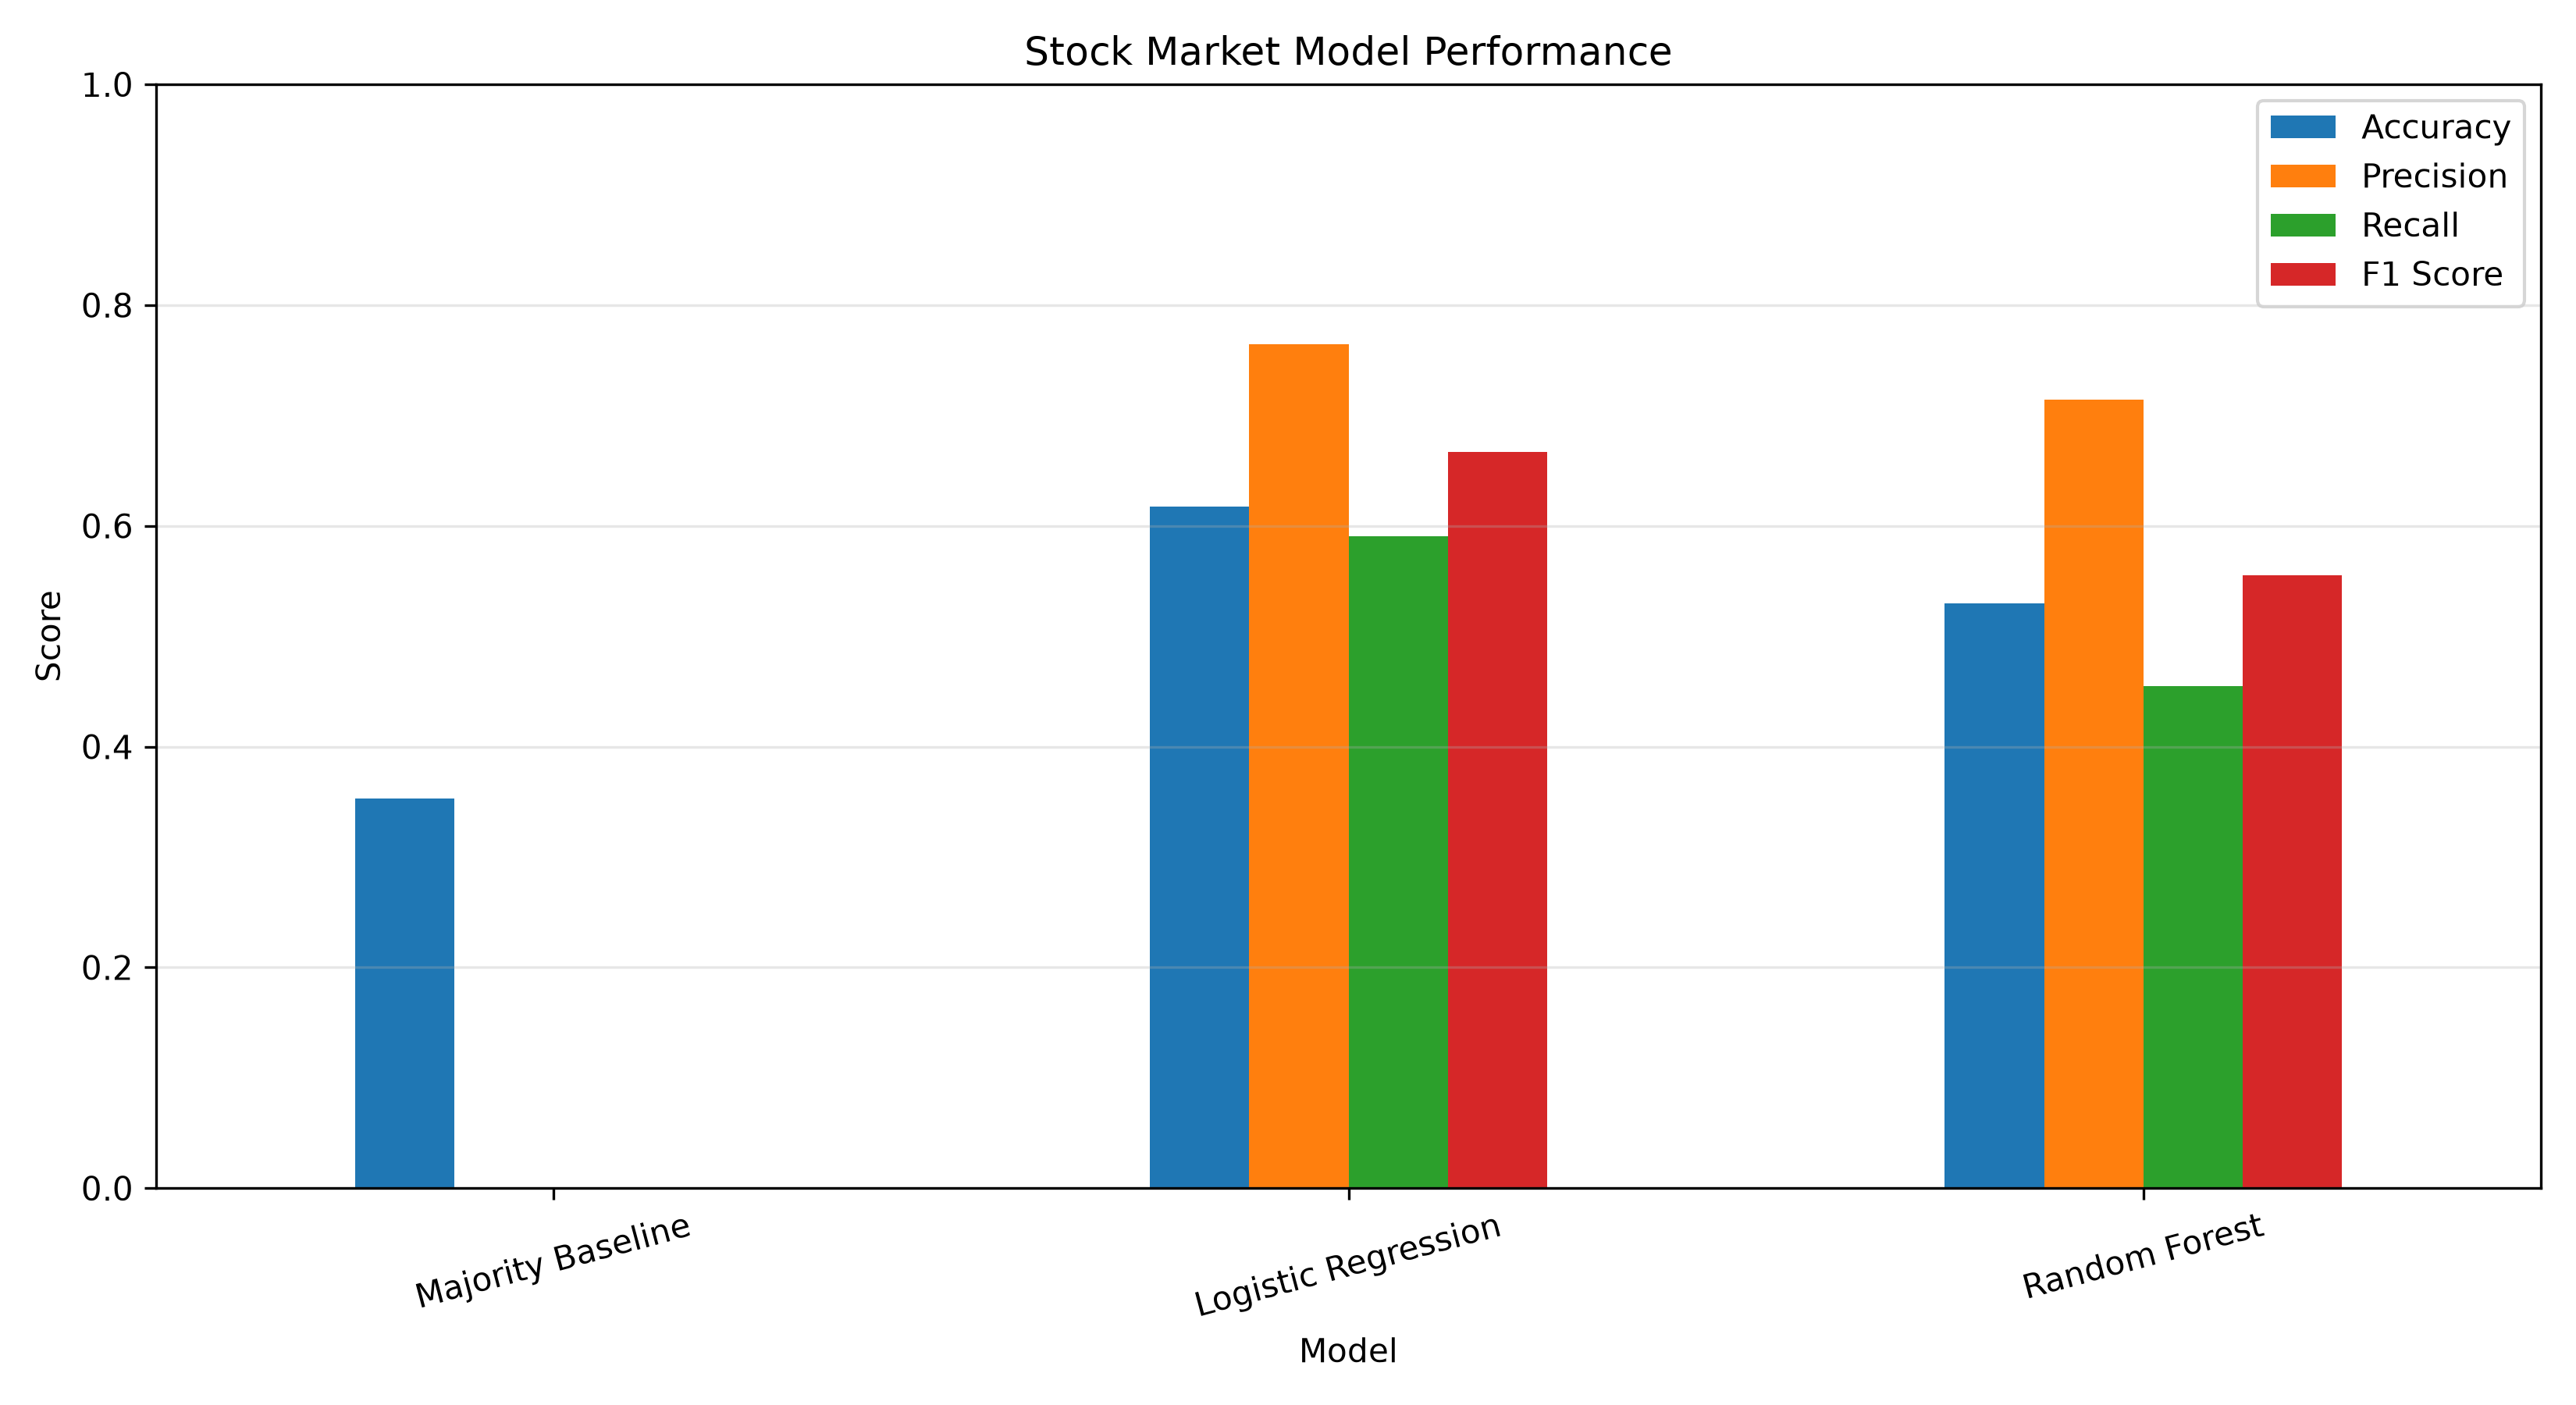 Stock Market Model Performance
1.0
0.8
0.6
0.4
0.2
0.0
Score
Accuracy
Precision
Recall
F1 Score
Majority Baseline
Logistic Regression
Random Forest
Model